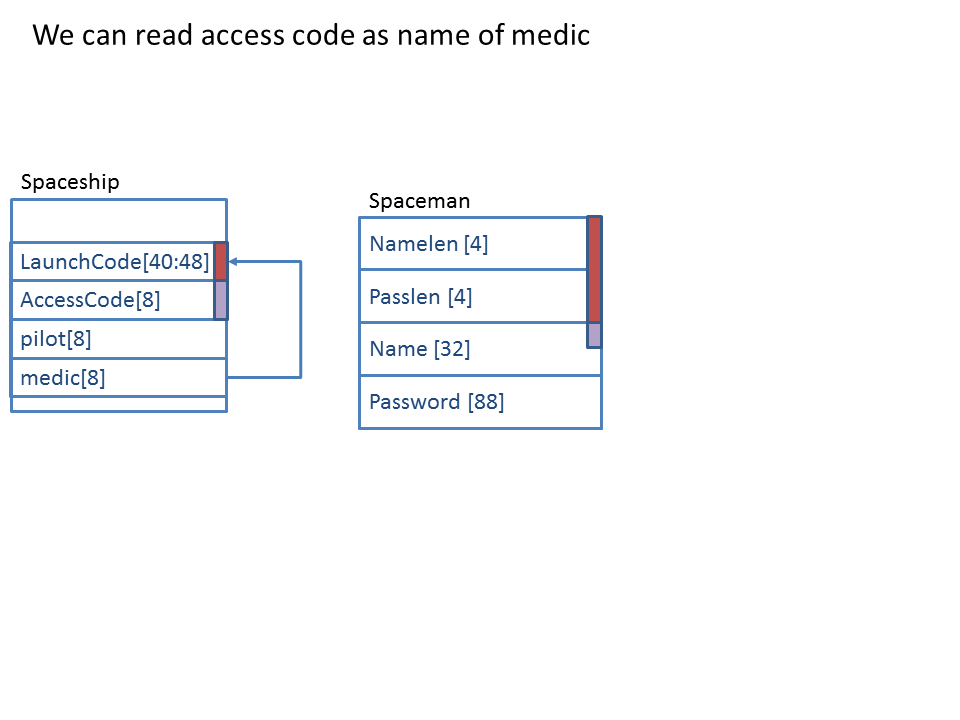 We can read access code as name of medic
Spaceship
LaunchCode[40:48]
AccessCode[8]
pilot[8]
medic[8]
Spaceman
Namelen [4]
Passlen [4]
Name [32]
Password [88]